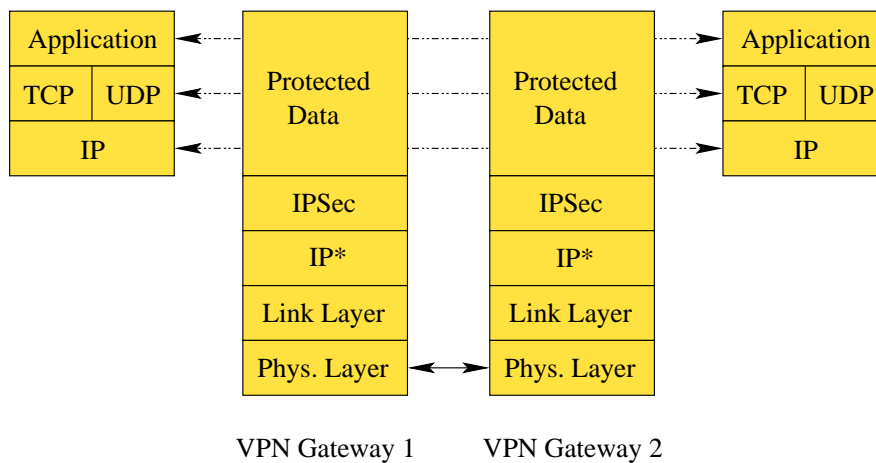 Application
TCP UDP
IP
Protected
Data
IPSec
IP*
Link Layer
Phys. Layer
VPN Gateway 1
Protected
Data
IPSec
IP*
Link Layer
Phys. Layer
VPN Gateway 2
Application
TCP UDP
IP